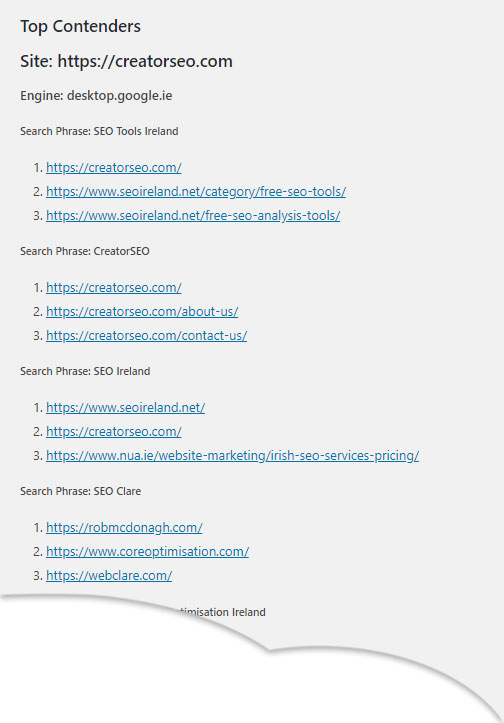 Top Contenders
Site: https://creatorseo.com
Engine: desktop.google.ie
Search Phrase: SEO Tools Ireland
1. https://creatorseo.com/
2. https://www.seoireland.net/category/free-seo-tools/
3. https://www.seoireland.net/free-seo-analysis-tools/
Search Phrase: CreatorSEO
1. https://creatorseo.com/
2. https://creatorseo.com/about-us/
3. https://creatorseo.com/contact-us/
Search Phrase: SEO Ireland
1. https://www.seoireland.net/
2. https://creatorseo.com/
3. https://www.nua.ie/website-marketing/irish-seo-services-pricing/
Search Phrase: SEO Clare
1. https://robmcdonagh.com/
2. https://www.coreoptimisation.com/
3. https://webclare.com/
Ireland